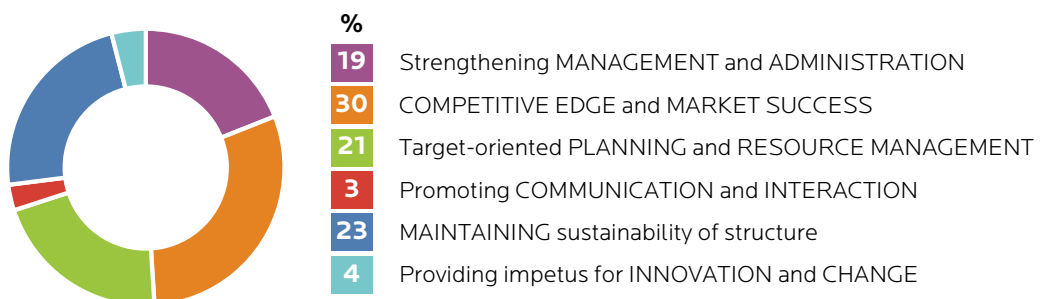 %
19 Strengthening MANAGEMENT and ADMINISTRATION
30 COMPETITIVE EDGE and MARKET SUCCESS
21 Target-oriented PLANNING and RESOURCE MANAGEMENT
3 Promoting COMMUNICATION and INTERACTION
23 MAINTAINING sustainability of structure
4 Providing impetus for INNOVATION and CHANGE